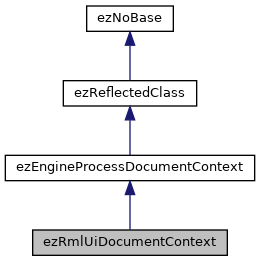 ezNoBase
ezReflectedClass
ezEngineProcessDocumentContext
ezRmlUiDocumentContext